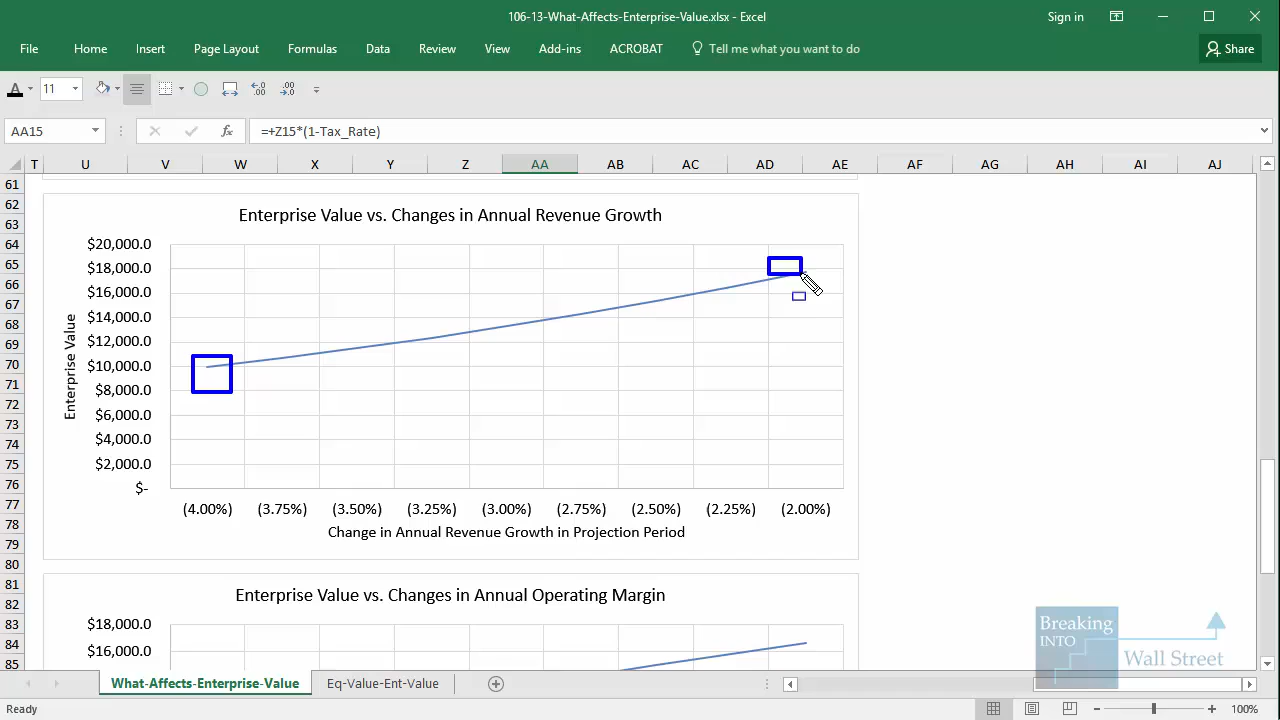 106-13-What-Affects-Enterprise-Value.xlsx - Excel
Sign in
File Home Insert Page Layout Formulas Data Review View Add-ins ACROBAT Tell me what you want to do Share
A 11
AA15 fx =+Z15*(1-Tax_Rate)
T U V W X Y Z AA AB AC AD AE AF AG AH AI AJ
61
62
63
64
65
66
67
68
69
70
71
72
73
74
75
76
77
78
79
80
81
82
83
84
85
Enterprise Value vs. Changes in Annual Revenue Growth
Enterprise Value
$20,000.0
$18,000.0
$16,000.0
$14,000.0
$12,000.0
$10,000.0
$8,000.0
$6,000.0
$4,000.0
$2,000.0
$-
(4.00%) (3.75%) (3.50%) (3.25%) (3.00%) (2.75%) (2.50%) (2.25%) (2.00%)
Change in Annual Revenue Growth in Projection Period
Enterprise Value vs. Changes in Annual Operating Margin
$18,000.0
$16,000.0
Breaking
INTO
Wall Street
What-Affects-Enterprise-Value Eq-Value-Ent-Value
Ready 100%